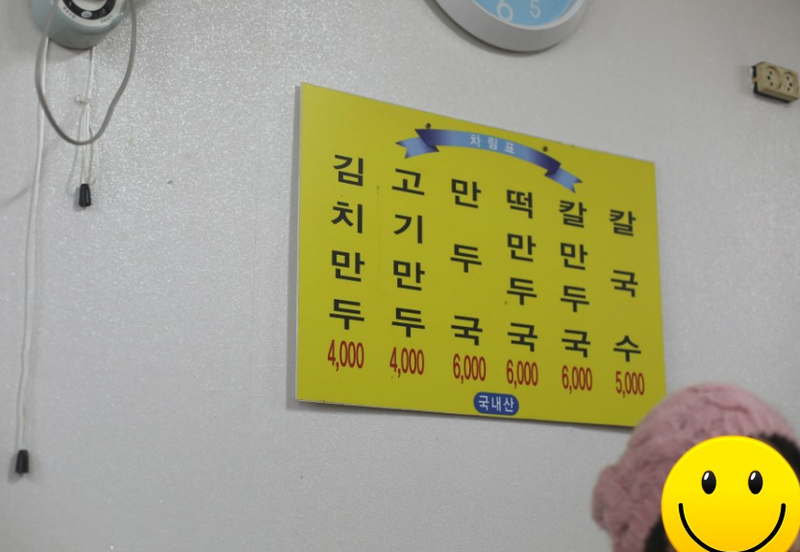 6 5
차림표
김치만두 4,000
고기만두 4,000
만두국 6,000
떡만두국 6,000
칼만두국 6,000
칼국수 5,000
국내산